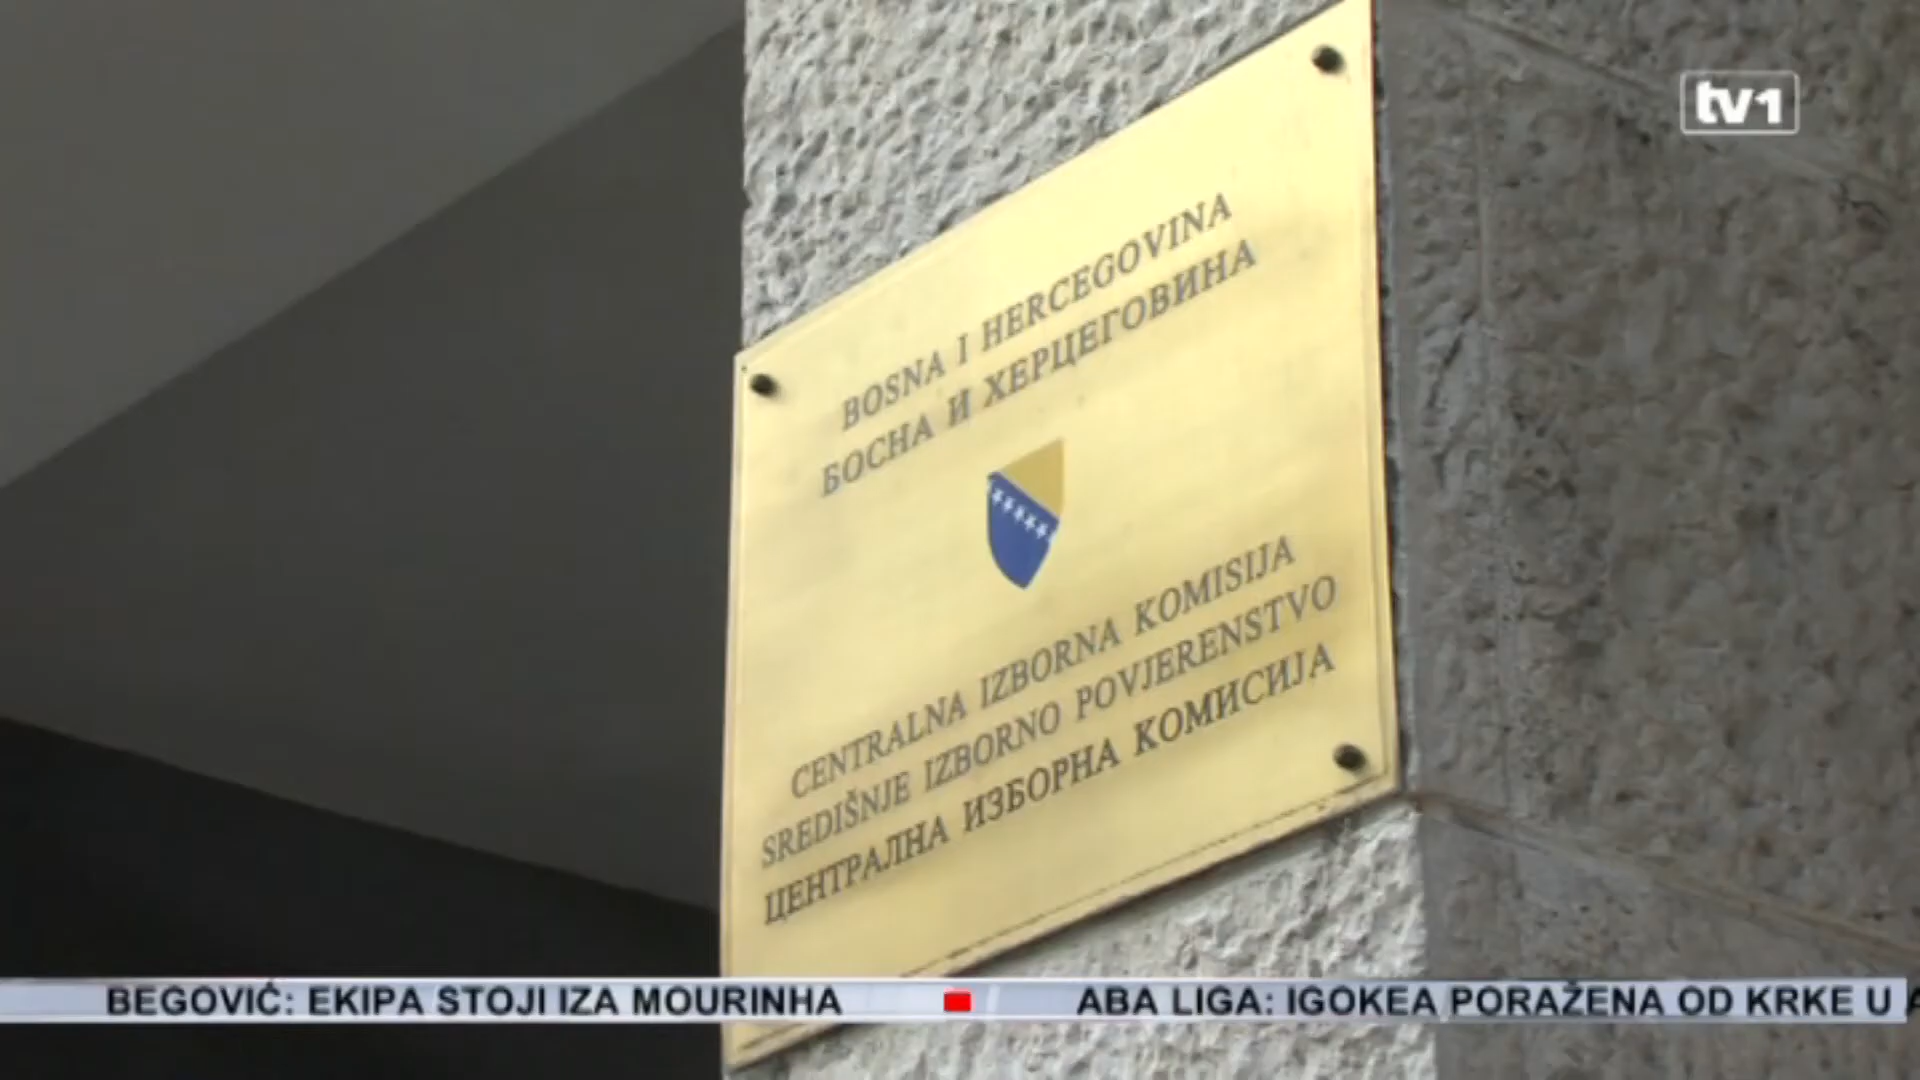 tv1
BOSNA I HERCEGOVINA
БОСНА И ХЕРЦЕГОВИНА
CENTRALNA IZBORNA KOMISIJA
SREDIŠNJE IZBORNO POVJERENSTVO
ЦЕНТРАЛНА ИЗБОРНА КОМИСИЈА
BEGOVIĆ: EKIPA STOJI IZA MOURINHA ABA LIGA: IGOKEA PORAŽENA OD KRKE U